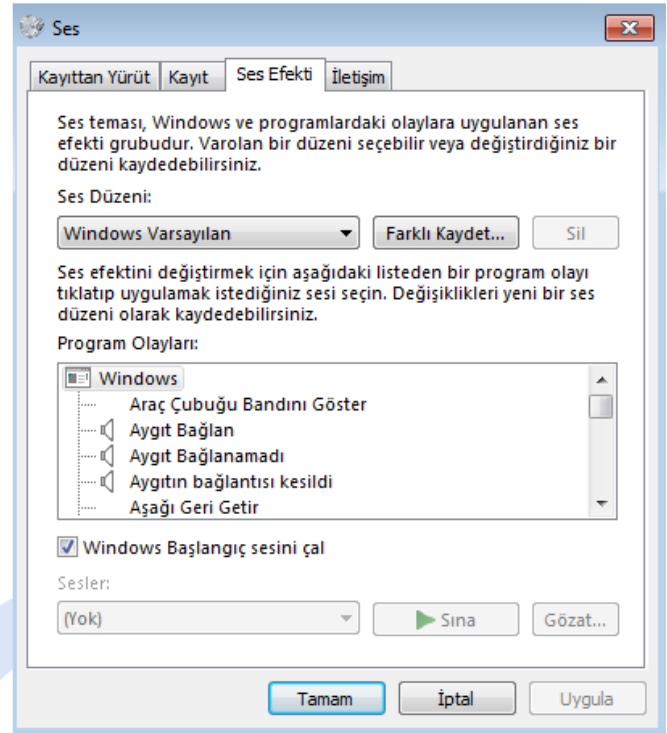 Ses
Kayıttan Yürüt
Kayıt
Ses Efekti
İletişim
Ses teması, Windows ve programlardaki olaylara uygulanan ses
efekti grubudur. Varolan bir düzeni seçebilir veya değiştirdiğiniz bir
düzeni kaydedebilirsiniz.
Ses Düzeni:
Windows Varsayılan
Farklı Kaydet...
Sil
Ses efektini değiştirmek için aşağıdaki listeden bir program olayı
tıklatıp uygulamak istediğiniz sesi seçin. Değişiklikleri yeni bir ses
düzeni olarak kaydedebilirsiniz.
Program Olayları:
Windows
Araç Çubuğu Bandını Göster
Aygıt Bağlan
Aygıt Bağlanamadı
Aygıtın bağlantısı kesildi
Aşağı Geri Getir
Windows Başlangıç sesini çal
Sesler:
(Yok)
Sına
Gözat...
Tamam
İptal
Uygula